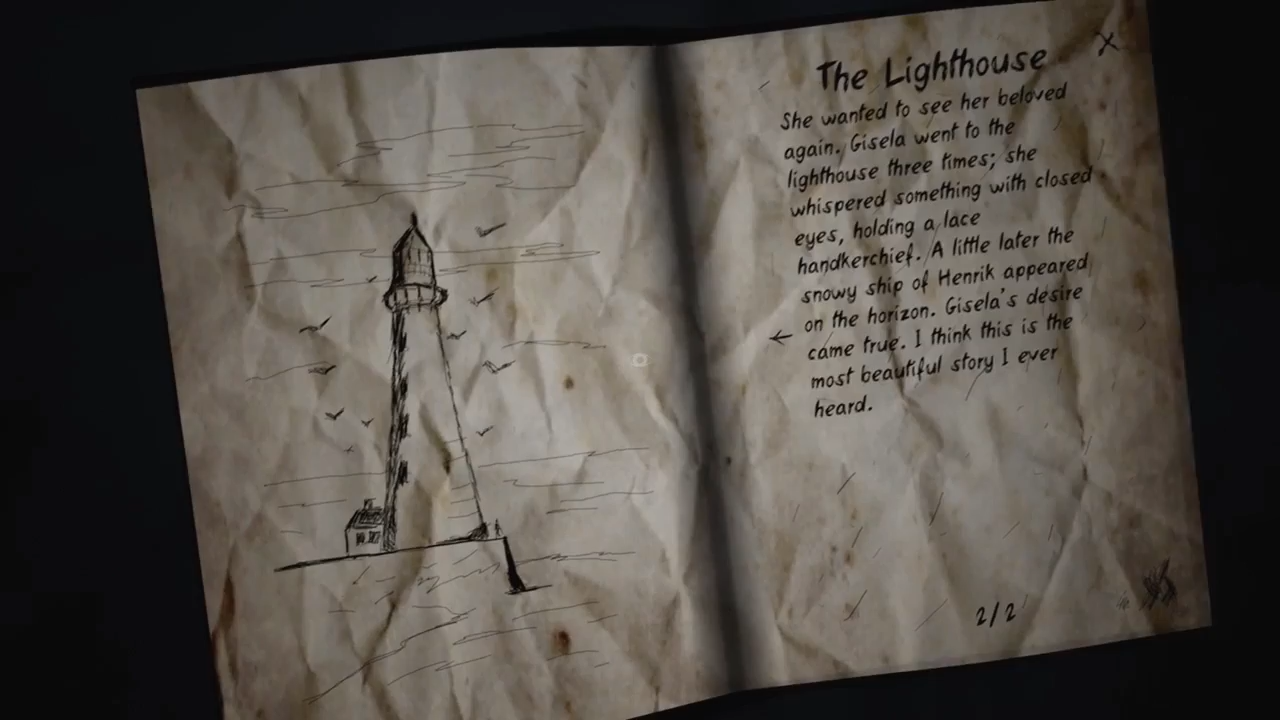 The Lighthouse
She wanted to see her beloved
again. Gisela went to the
lighthouse three times; she
whispered something with closed
eyes, holding a lace
handkerchief. A little later the
snowy ship of Henrik appeared
on the horizon. Gisela's desire
came true. I think this is the
most beautiful story I ever
heard.
2/2